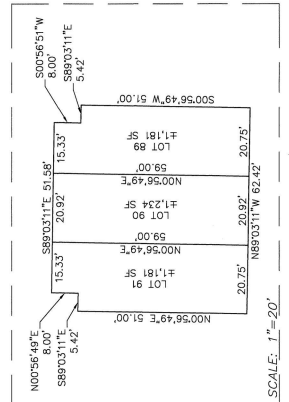 S00°56'51"W
8.00'
S89°03'11"E
5.42'
N00°56'49"E
8.00'
S89°03'11"E
5.42'
S89°03'11"E 51.58'
15.33'
20.92'
15.33'
N00°56'49"E 51.00'
LOT 91
±1,181 SF
N00°56'49"E
59.00'
LOT 90
±1,234 SF
N00°56'49"E
59.00'
LOT 89
±1,181 SF
S00°56'49"W 51.00'
20.75'
20.92'
20.75'
N89°03'11"W 62.42'
SCALE: 1"=20'